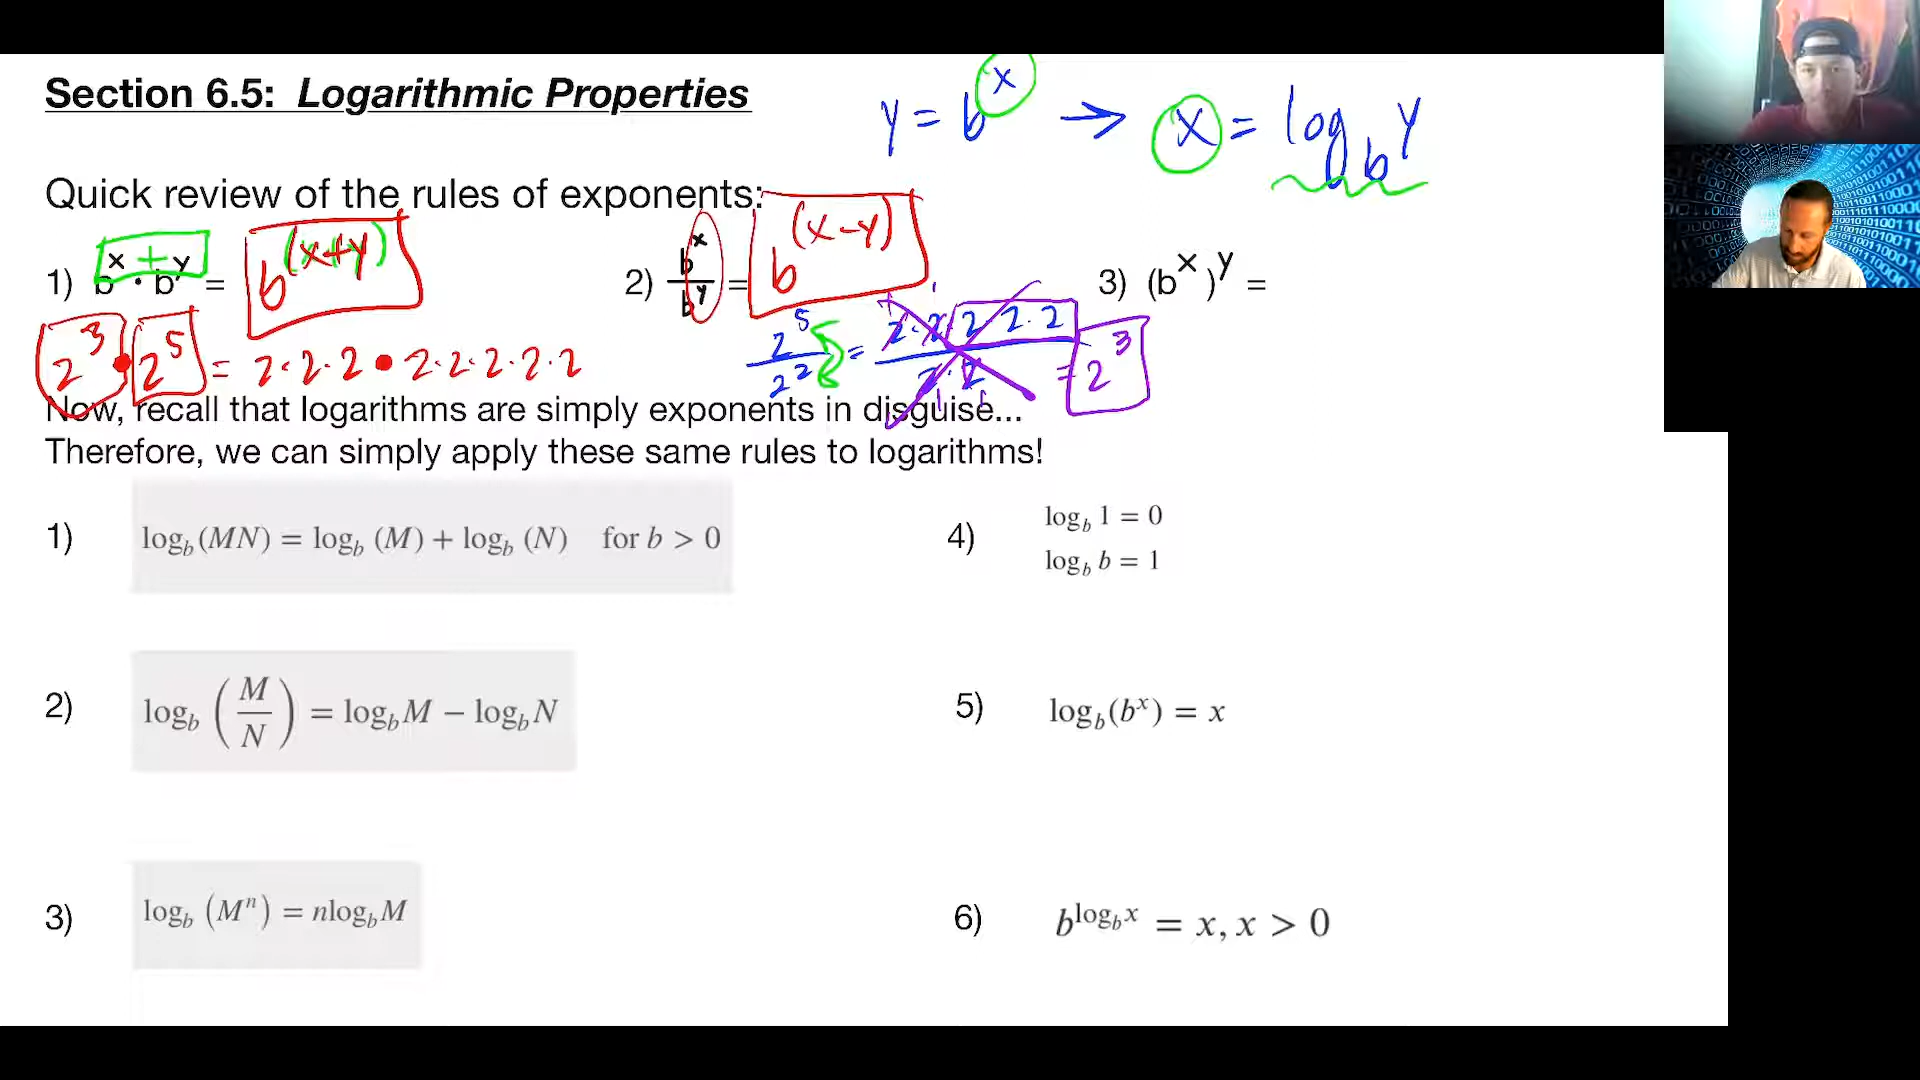 Section 6.5: Logarithmic Properties
y = b^x → x = log_b y
Quick review of the rules of exponents:
1) b^x · b^y = b^(x+y)
+
2) b^x / b^y = b^(x-y)
3) (b^x)^y =
2^3 • 2^5 = 2·2·2 • 2·2·2·2·2
2^5 / 2^2 = 2·2·2·2·2 / 2·2 = 2^3
Now, recall that logarithms are simply exponents in disguise...
Therefore, we can simply apply these same rules to logarithms!
1) log_b (MN) = log_b (M) + log_b (N) for b > 0
4) log_b 1 = 0
log_b b = 1
2) log_b (M/N) = log_b M − log_b N
5) log_b (b^x) = x
3) log_b (M^n) = nlog_b M
6) b^(log_b x) = x, x > 0